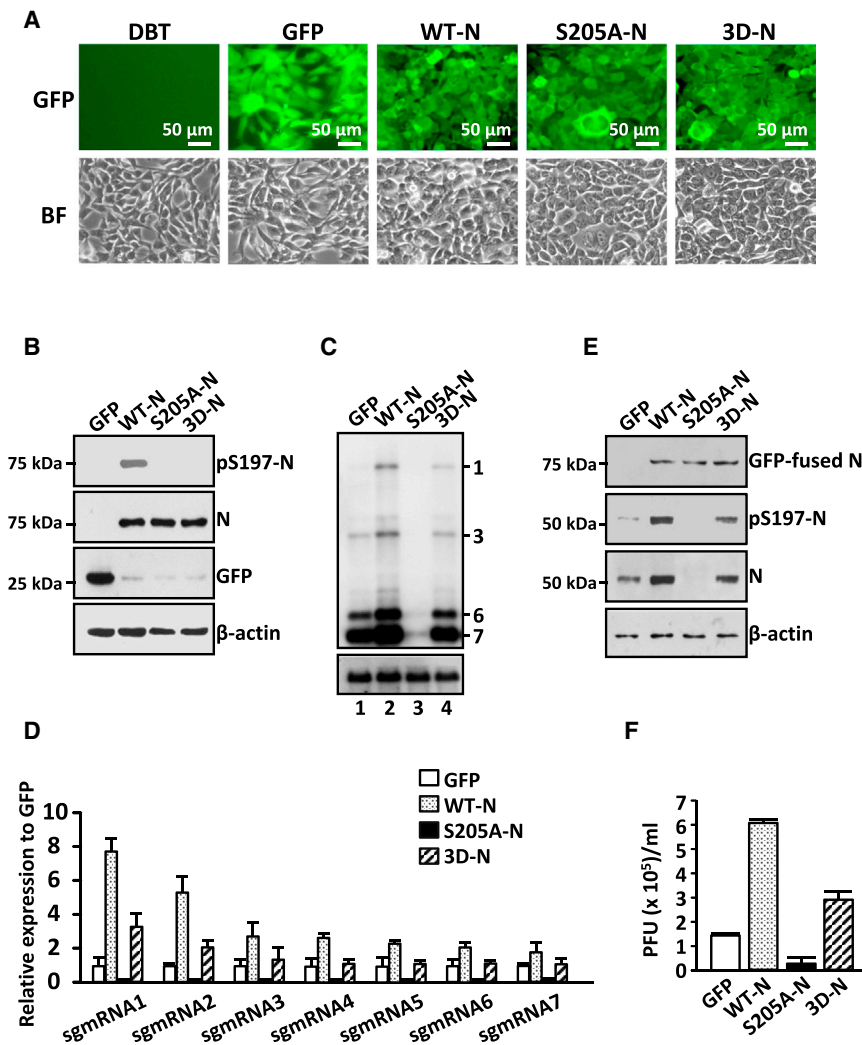 A
DBT GFP WT-N S205A-N 3D-N
GFP
50 µm 50 µm 50 µm 50 µm 50 µm
BF
B
GFP WT-N S205A-N 3D-N
75 kDa pS197-N
75 kDa N
25 kDa GFP
β-actin
C
GFP WT-N S205A-N 3D-N
1
3
6
7
1 2 3 4
E
GFP WT-N S205A-N 3D-N
75 kDa GFP-fused N
50 kDa pS197-N
50 kDa N
β-actin
D
GFP
WT-N
S205A-N
3D-N
Relative expression to GFP
10
8
6
4
2
0
sgmRNA1 sgmRNA2 sgmRNA3 sgmRNA4 sgmRNA5 sgmRNA6 sgmRNA7
F
PFU (x 10⁵)/ml
7
6
5
4
3
2
1
0
GFP WT-N S205A-N 3D-N